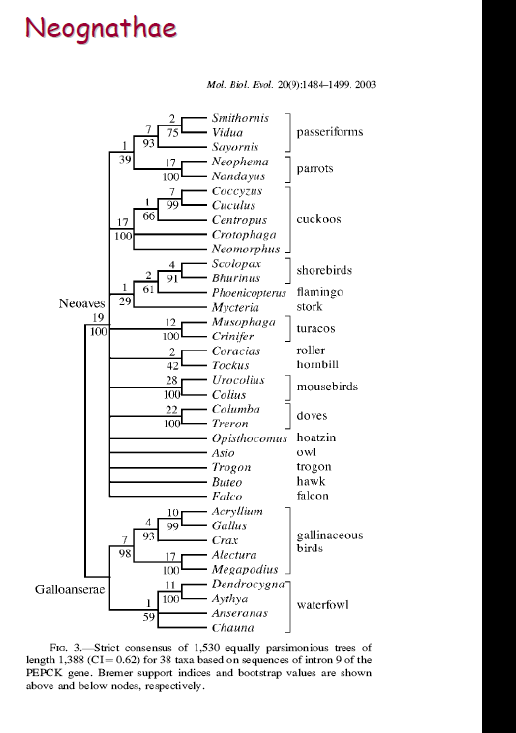 Neognathae
Mol. Biol. Evol. 20(9):1484–1499. 2003
2 Smithornis
7 75 Vidua passeriforms
1 93 Sayornis
39 17 Neophema parrots
100 Nandayus
7 Coccyzus
1 99 Cuculus
17 66 Centropus cuckoos
100 Crotophaga
Neomorphus
4 Scolopax shorebirds
2 91 Bhurinus
1 61 Phoenicopterus flamingo
Neoaves 29 Mycteria stork
19 12 Musophaga turacos
100 100 Crinifer
2 Coracias roller
42 Tockus hornbill
28 Urocolius mousebirds
100 Colius
22 Columba doves
100 Treron
Opisthocomus hoatzin
Asio owl
Trogon trogon
Buteo hawk
Falco falcon
10 Acryllium
4 99 Gallus gallinaceous
7 93 Crax birds
98 17 Alectura
100 Megapodius
Galloanserae 11 Dendrocygna
1 100 Aythya waterfowl
59 Anseranas
Chauna
FIG. 3.—Strict consensus of 1,530 equally parsimonious trees of
length 1,388 (CI = 0.62) for 38 taxa based on sequences of intron 9 of the
PEPCK gene. Bremer support indices and bootstrap values are shown
above and below nodes, respectively.